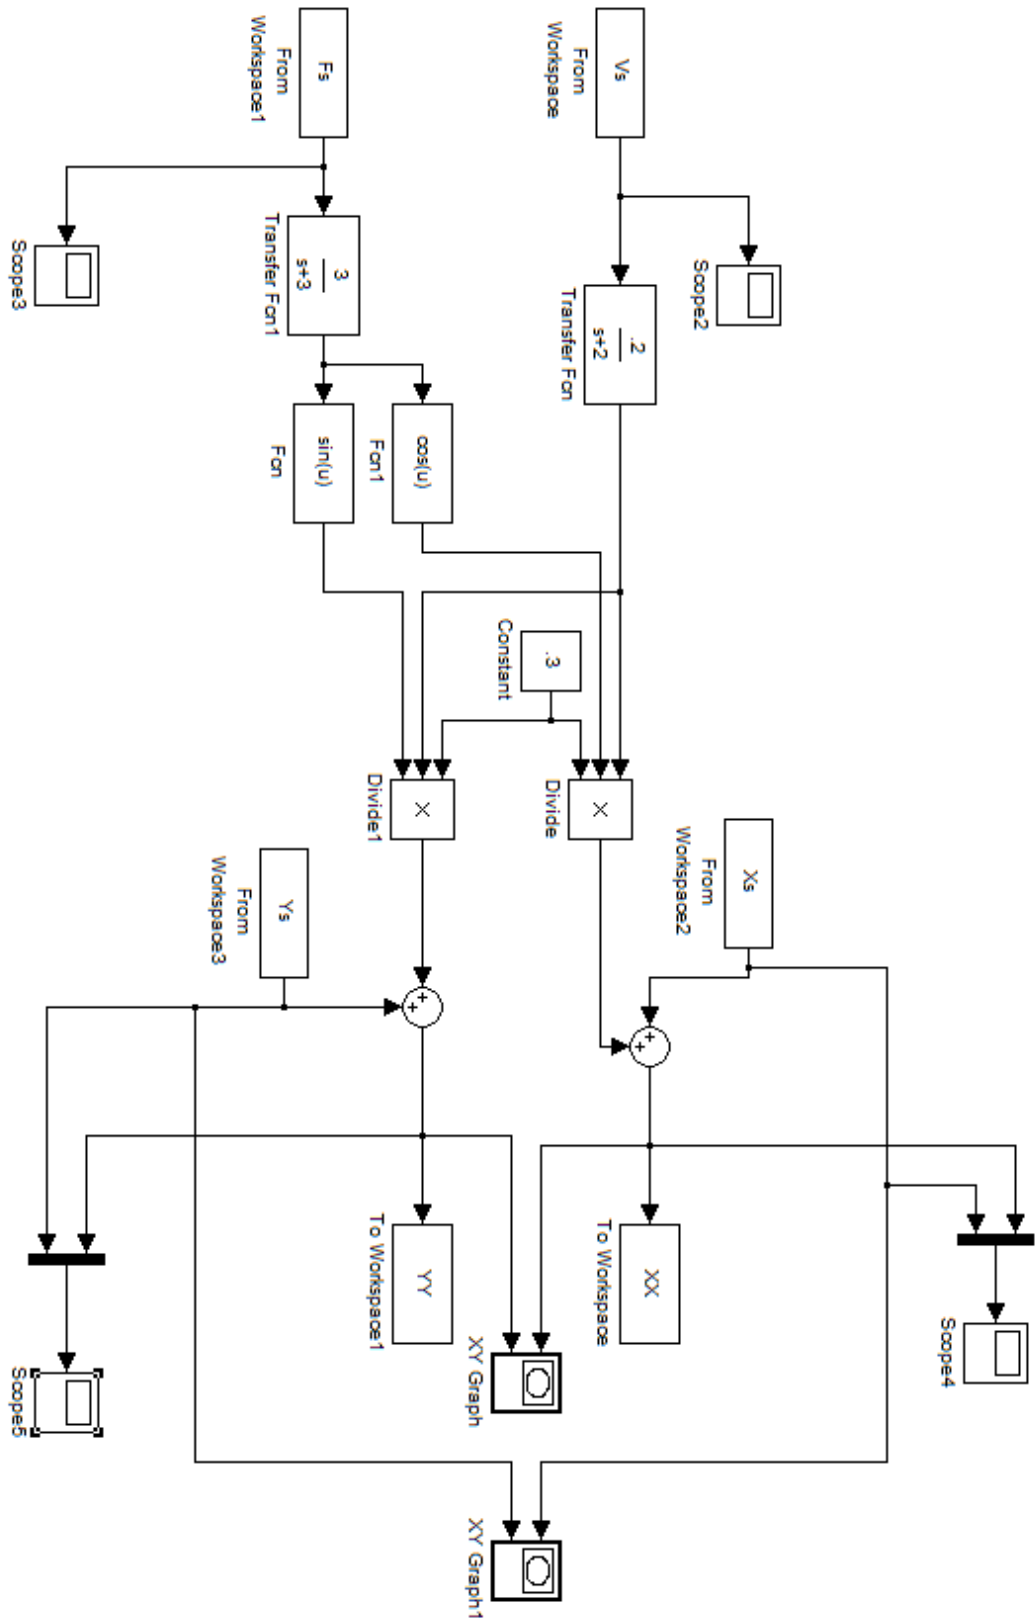 Scope4
Xs
From
Workspace2
Scope2
Vs
From
Workspace
.2
s+2
Transfer Fcn
X
Divide
+
+
XX
To Workspace
.3
Constant
XY Graph
XY Graph1
cos(u)
Fcn1
X
Divide1
+
+
YY
To Workspace1
Fs
From
Workspace1
3
s+3
Transfer Fcn1
sin(u)
Fcn
Ys
From
Workspace3
Scope3
Scope5